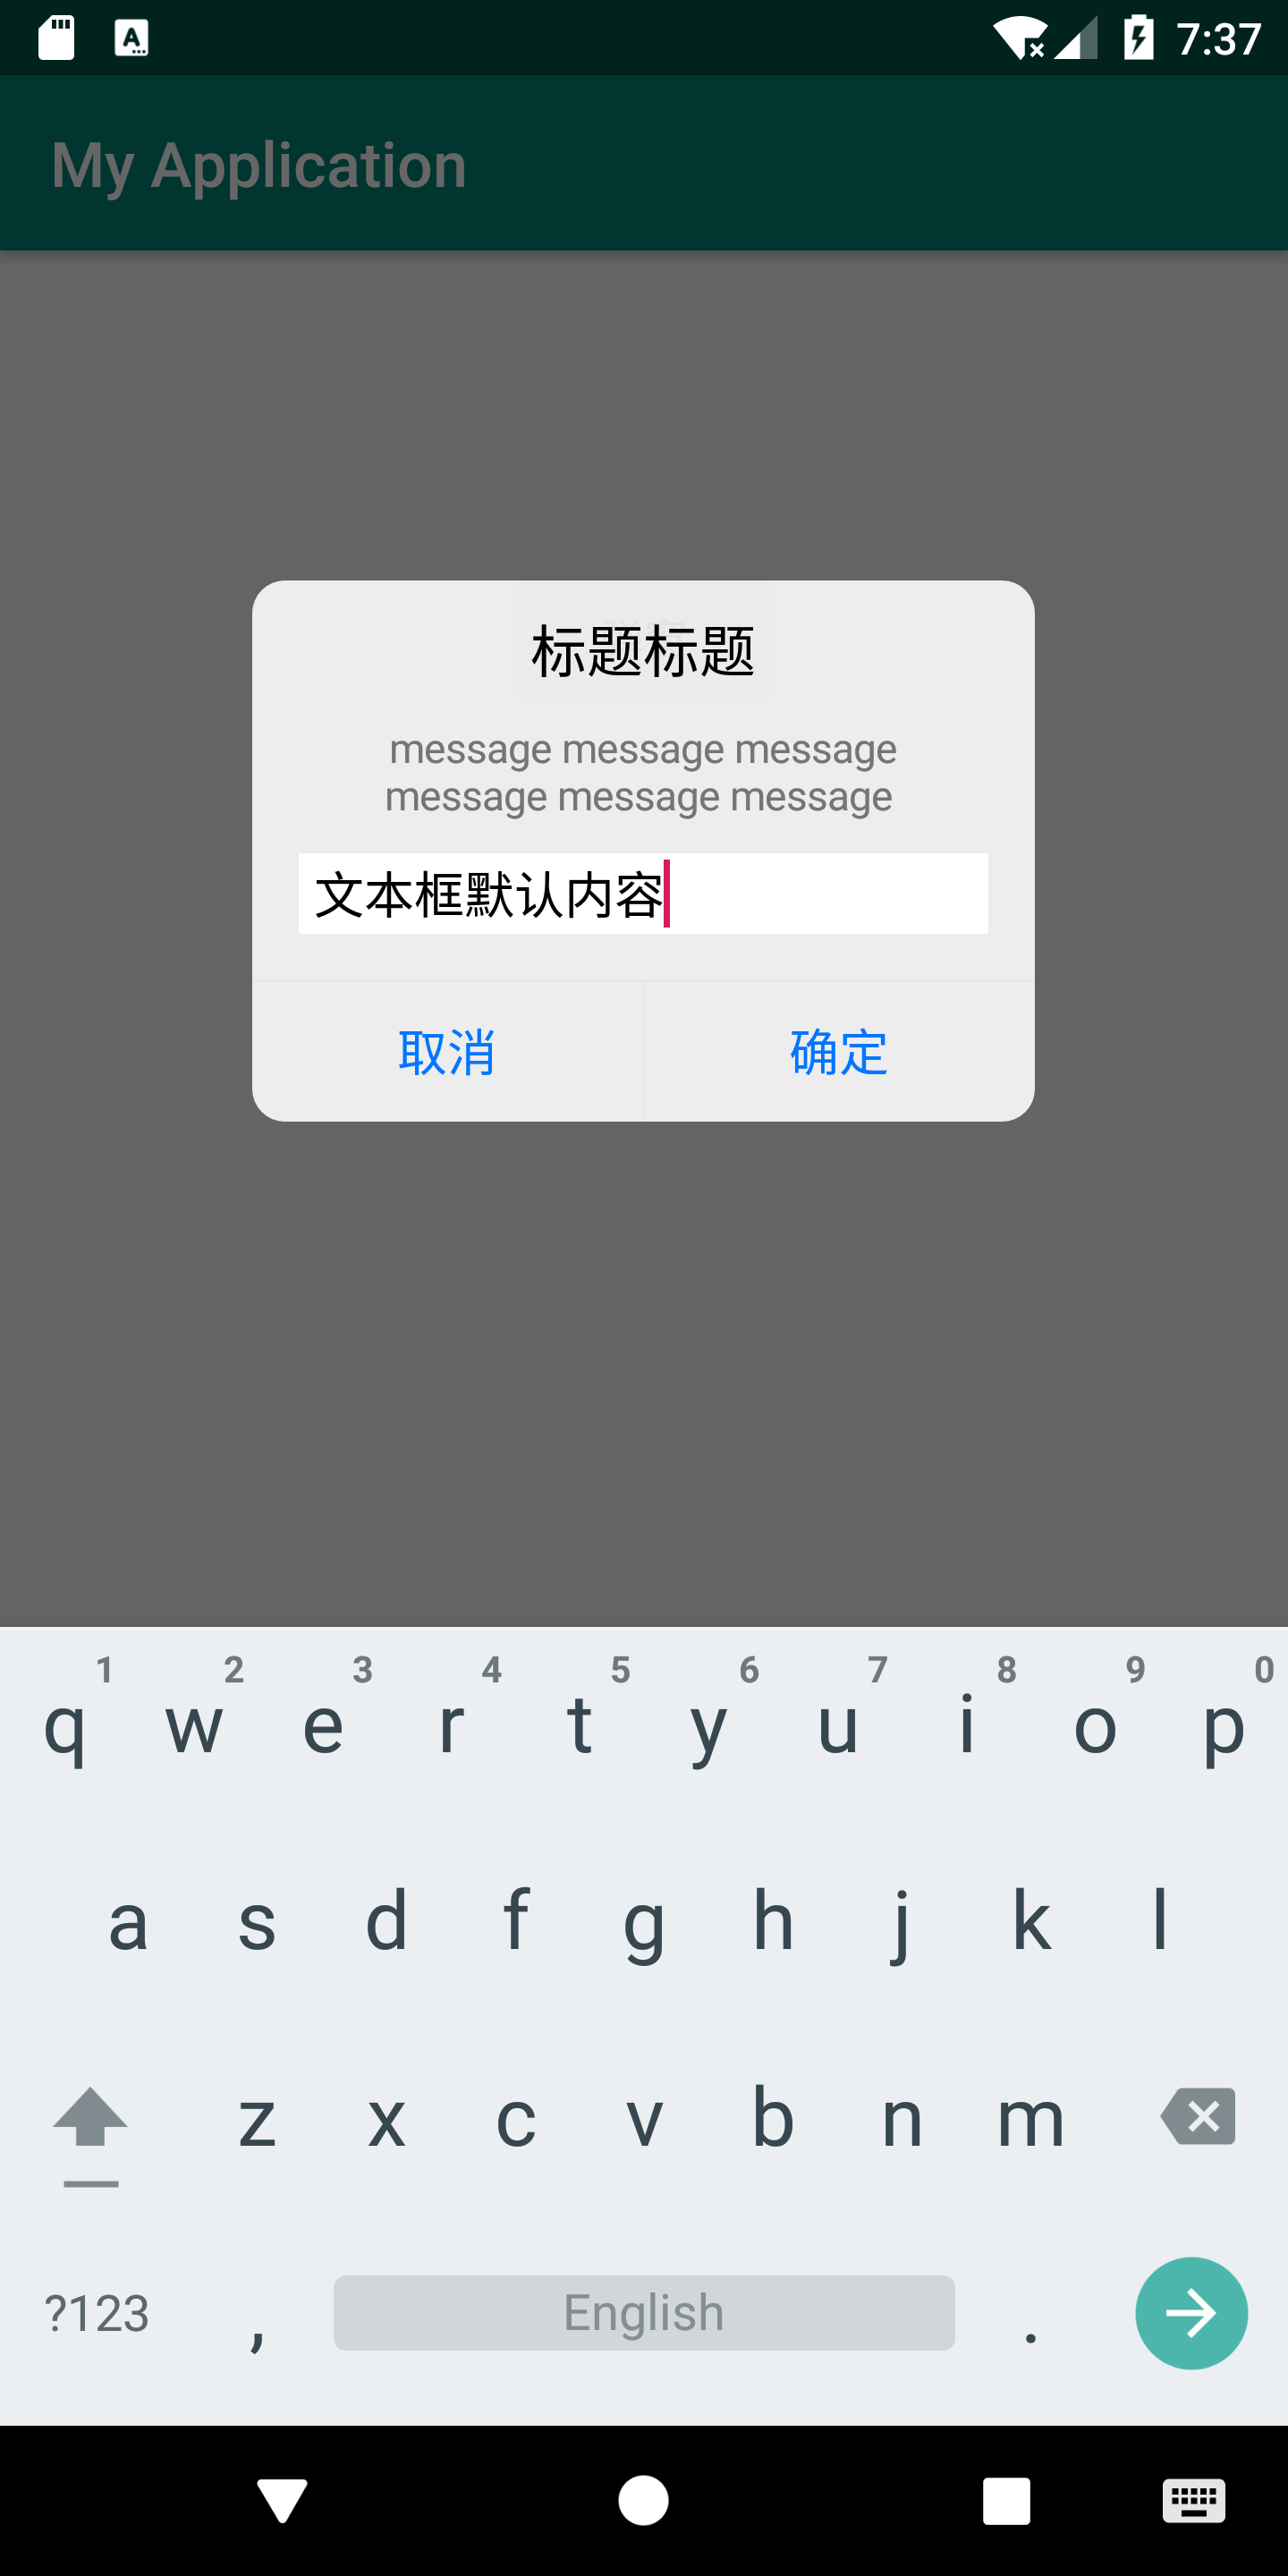 7:37
My Application
标题标题
message message message
message message message
文本框默认内容
取消 确定
1 2 3 4 5 6 7 8 9 0
q w e r t y u i o p
a s d f g h j k l
z x c v b n m
?123 , English .